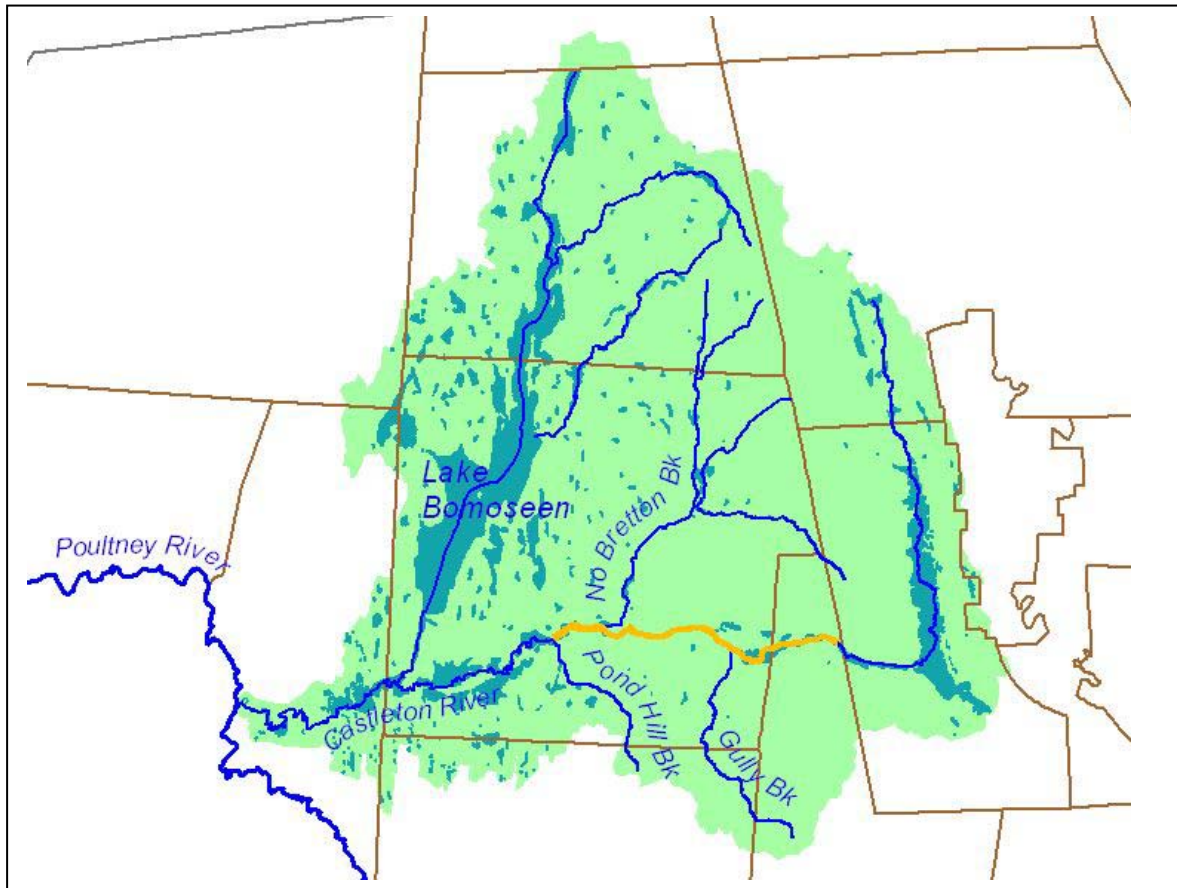 Lake
Bomoseen
No Bretton Bk
Poultney River
Castleton River
Pond Hill Bk
Gully Bk